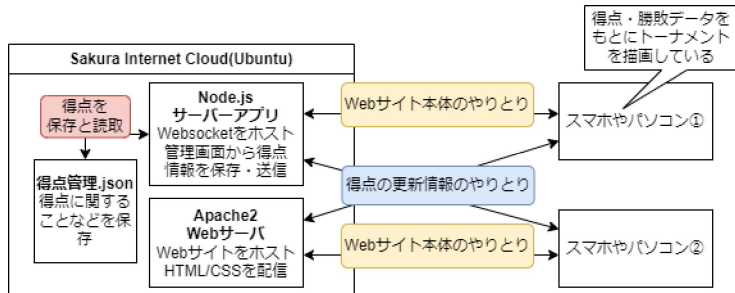 得点・勝敗データを
もとにトーナメント
を描画している
Sakura Internet Cloud(Ubuntu)
得点を
保存と読取
Node.js
サーバーアプリ
Websocketをホスト
管理画面から得点
情報を保存・送信
Webサイト本体のやりとり
スマホやパソコン①
得点管理.json
得点に関する
ことなどを保
存
得点の更新情報のやりとり
Apache2
Webサーバ
Webサイトをホスト
HTML/CSSを配信
Webサイト本体のやりとり
スマホやパソコン②